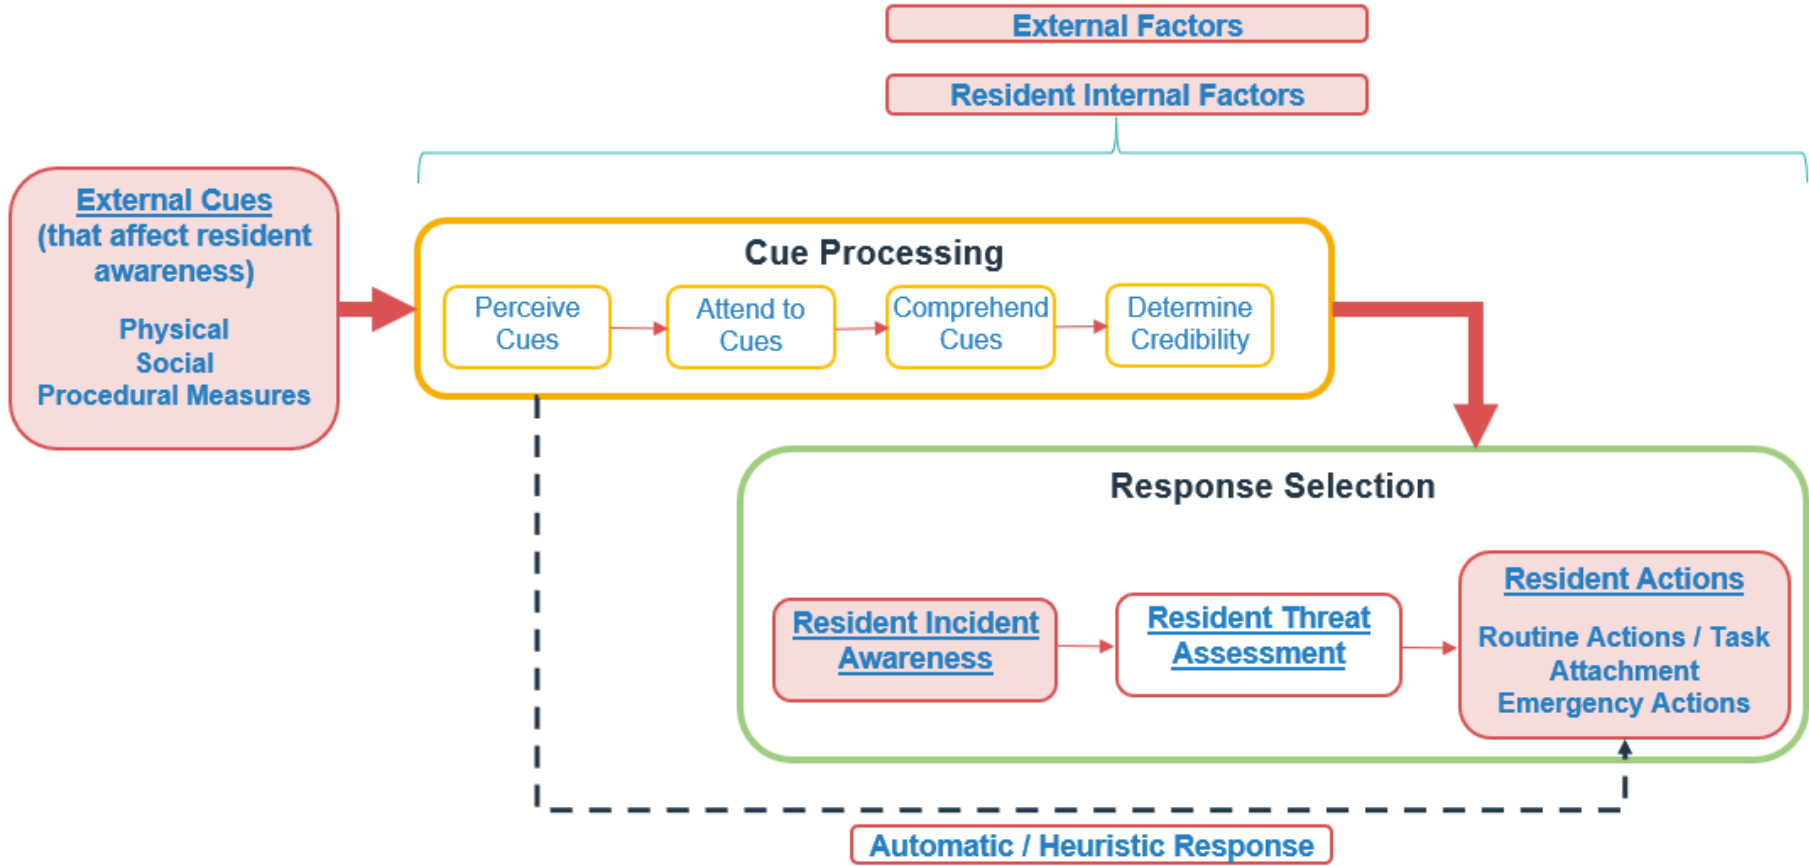 External Factors
Resident Internal Factors
External Cues
(that affect resident
awareness)
Physical
Social
Procedural Measures
Cue Processing
Perceive
Cues
Attend to
Cues
Comprehend
Cues
Determine
Credibility
Response Selection
Resident Incident
Awareness
Resident Threat
Assessment
Resident Actions
Routine Actions / Task
Attachment
Emergency Actions
Automatic / Heuristic Response